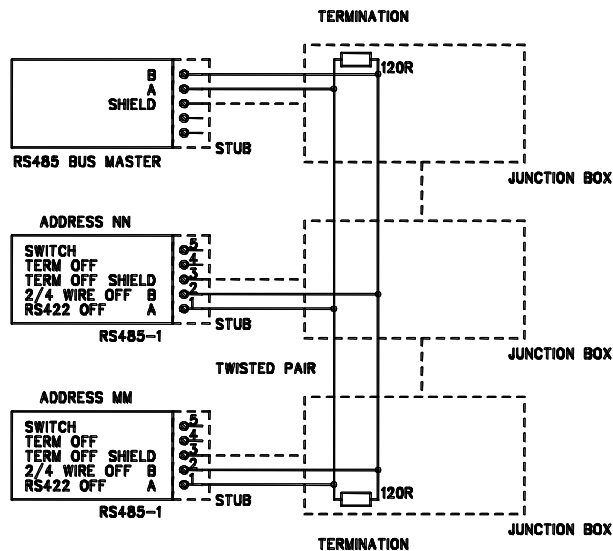 TERMINATION
120R
B
A
SHIELD
STUB
RS485 BUS MASTER
JUNCTION BOX
ADDRESS NN
SWITCH 5
TERM OFF 4
TERM OFF SHIELD 3
2/4 WIRE OFF B 2
RS422 OFF A 1
STUB
RS485-1
JUNCTION BOX
TWISTED PAIR
ADDRESS MM
SWITCH 5
TERM OFF 4
TERM OFF SHIELD 3
2/4 WIRE OFF B 2
RS422 OFF A 1
120R
STUB
RS485-1
JUNCTION BOX
TERMINATION